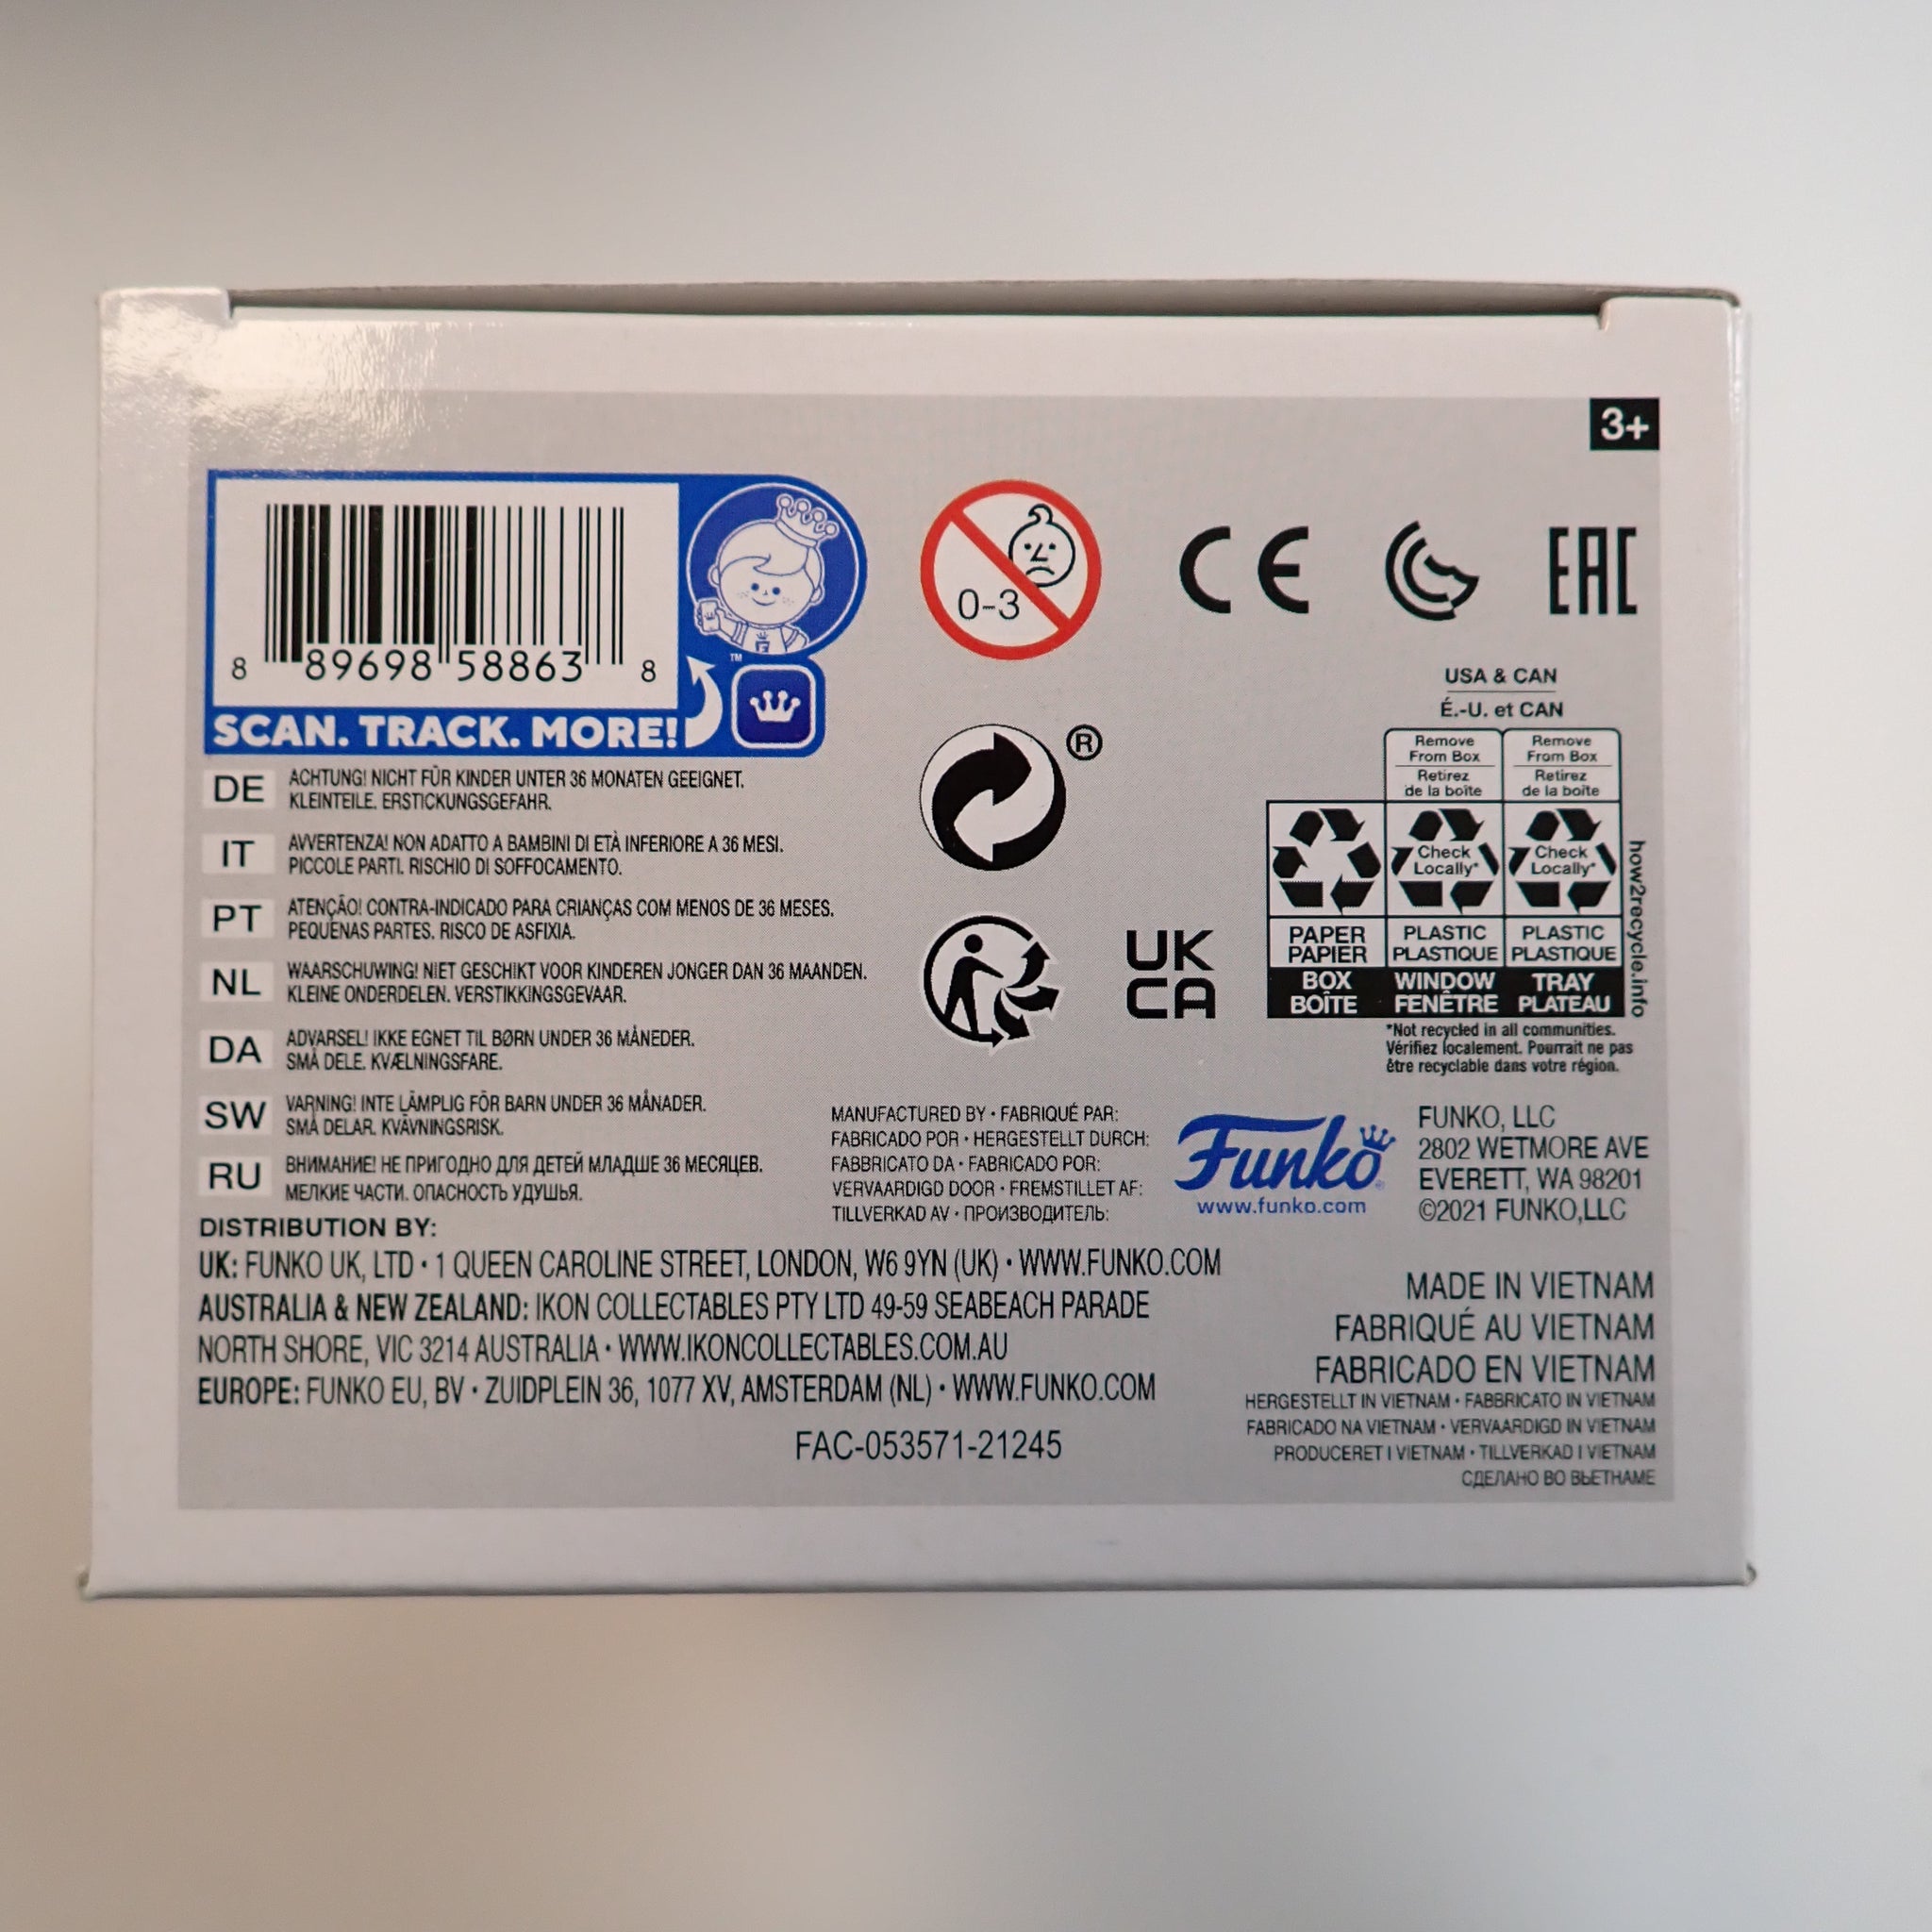 3+
8 89698 58863 8
™
SCAN. TRACK. MORE!
0-3
CE
EAC
USA & CAN
É.-U. et CAN
Remove
From Box
Retirez
de la boîte
Remove
From Box
Retirez
de la boîte
Check
Locally*
Check
Locally*
PAPER
PAPIER
PLASTIC
PLASTIQUE
PLASTIC
PLASTIQUE
BOX
BOÎTE
WINDOW
FENÊTRE
TRAY
PLATEAU
how2recycle.info
*Not recycled in all communities.
Vérifiez localement. Pourrait ne pas
être recyclable dans votre région.
®
UK
CA
DE ACHTUNG! NICHT FÜR KINDER UNTER 36 MONATEN GEEIGNET.
KLEINTEILE. ERSTICKUNGSGEFAHR.
IT AVVERTENZA! NON ADATTO A BAMBINI DI ETÀ INFERIORE A 36 MESI.
PICCOLE PARTI. RISCHIO DI SOFFOCAMENTO.
PT ATENÇÃO! CONTRA-INDICADO PARA CRIANÇAS COM MENOS DE 36 MESES.
PEQUENAS PARTES. RISCO DE ASFIXIA.
NL WAARSCHUWING! NIET GESCHIKT VOOR KINDEREN JONGER DAN 36 MAANDEN.
KLEINE ONDERDELEN. VERSTIKKINGSGEVAAR.
DA ADVARSEL! IKKE EGNET TIL BØRN UNDER 36 MÅNEDER.
SMÅ DELE. KVÆLNINGSFARE.
SW VARNING! INTE LÄMPLIG FÖR BARN UNDER 36 MÅNADER.
SMÅ DELAR. KVÄVNINGSRISK.
RU ВНИМАНИЕ! НЕ ПРИГОДНО ДЛЯ ДЕТЕЙ МЛАДШЕ 36 МЕСЯЦЕВ.
МЕЛКИЕ ЧАСТИ. ОПАСНОСТЬ УДУШЬЯ.
MANUFACTURED BY • FABRIQUÉ PAR:
FABRICADO POR • HERGESTELLT DURCH:
FABBRICATO DA • FABRICADO POR:
VERVAARDIGD DOOR • FREMSTILLET AF:
TILLVERKAD AV • ПРОИЗВОДИТЕЛЬ:
Funko
www.funko.com
FUNKO, LLC
2802 WETMORE AVE
EVERETT, WA 98201
©2021 FUNKO,LLC
DISTRIBUTION BY:
UK: FUNKO UK, LTD • 1 QUEEN CAROLINE STREET, LONDON, W6 9YN (UK) • WWW.FUNKO.COM
AUSTRALIA & NEW ZEALAND: IKON COLLECTABLES PTY LTD 49-59 SEABEACH PARADE
NORTH SHORE, VIC 3214 AUSTRALIA • WWW.IKONCOLLECTABLES.COM.AU
EUROPE: FUNKO EU, BV • ZUIDPLEIN 36, 1077 XV, AMSTERDAM (NL) • WWW.FUNKO.COM
FAC-053571-21245
MADE IN VIETNAM
FABRIQUÉ AU VIETNAM
FABRICADO EN VIETNAM
HERGESTELLT IN VIETNAM • FABBRICATO IN VIETNAM
FABRICADO NA VIETNAM • VERVAARDIGD IN VIETNAM
PRODUCERET I VIETNAM • TILLVERKAD I VIETNAM
СДЕЛАНО ВО ВЬЕТНАМЕ